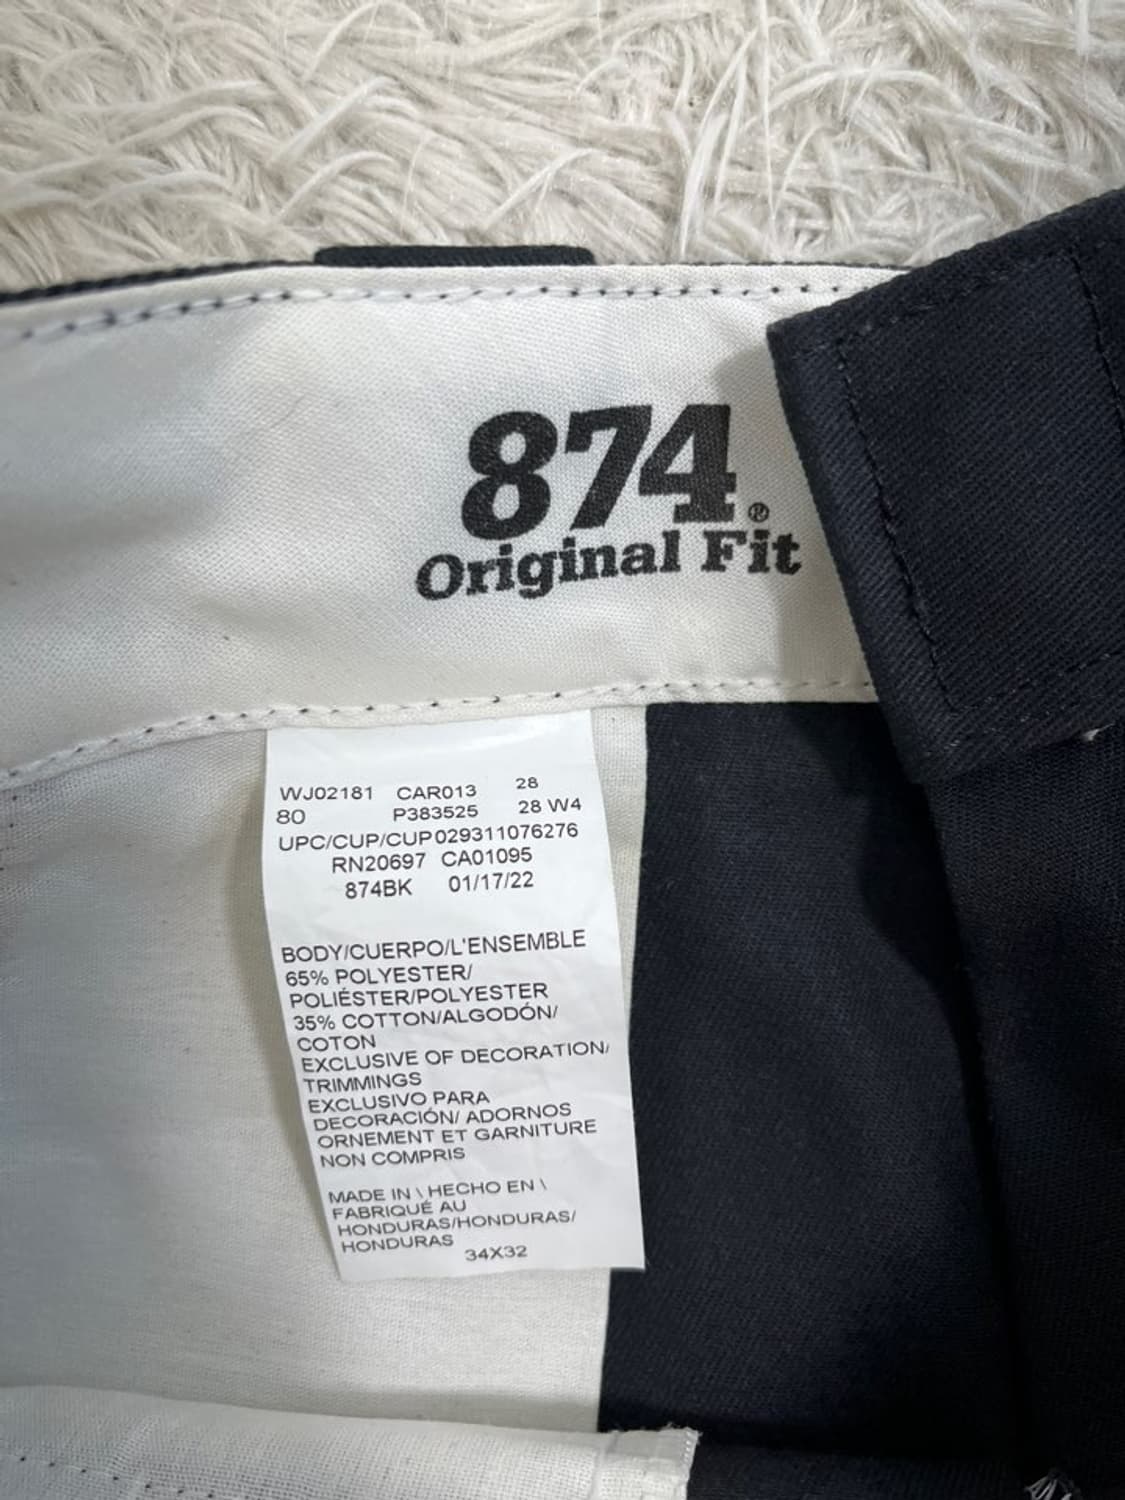 874®
Original Fit
WJ02181 CAR013 28
80 P383525 28 W4
UPC/CUP/CUP029311076276
RN20697 CA01095
874BK 01/17/22
BODY/CUERPO/L'ENSEMBLE
65% POLYESTER/
POLIÉSTER/POLYESTER
35% COTTON/ALGODÓN/
COTON
EXCLUSIVE OF DECORATION/
TRIMMINGS
EXCLUSIVO PARA
DECORACIÓN/ ADORNOS
ORNEMENT ET GARNITURE
NON COMPRIS
MADE IN \ HECHO EN \
FABRIQUÉ AU
HONDURAS/HONDURAS/
HONDURAS
34X32